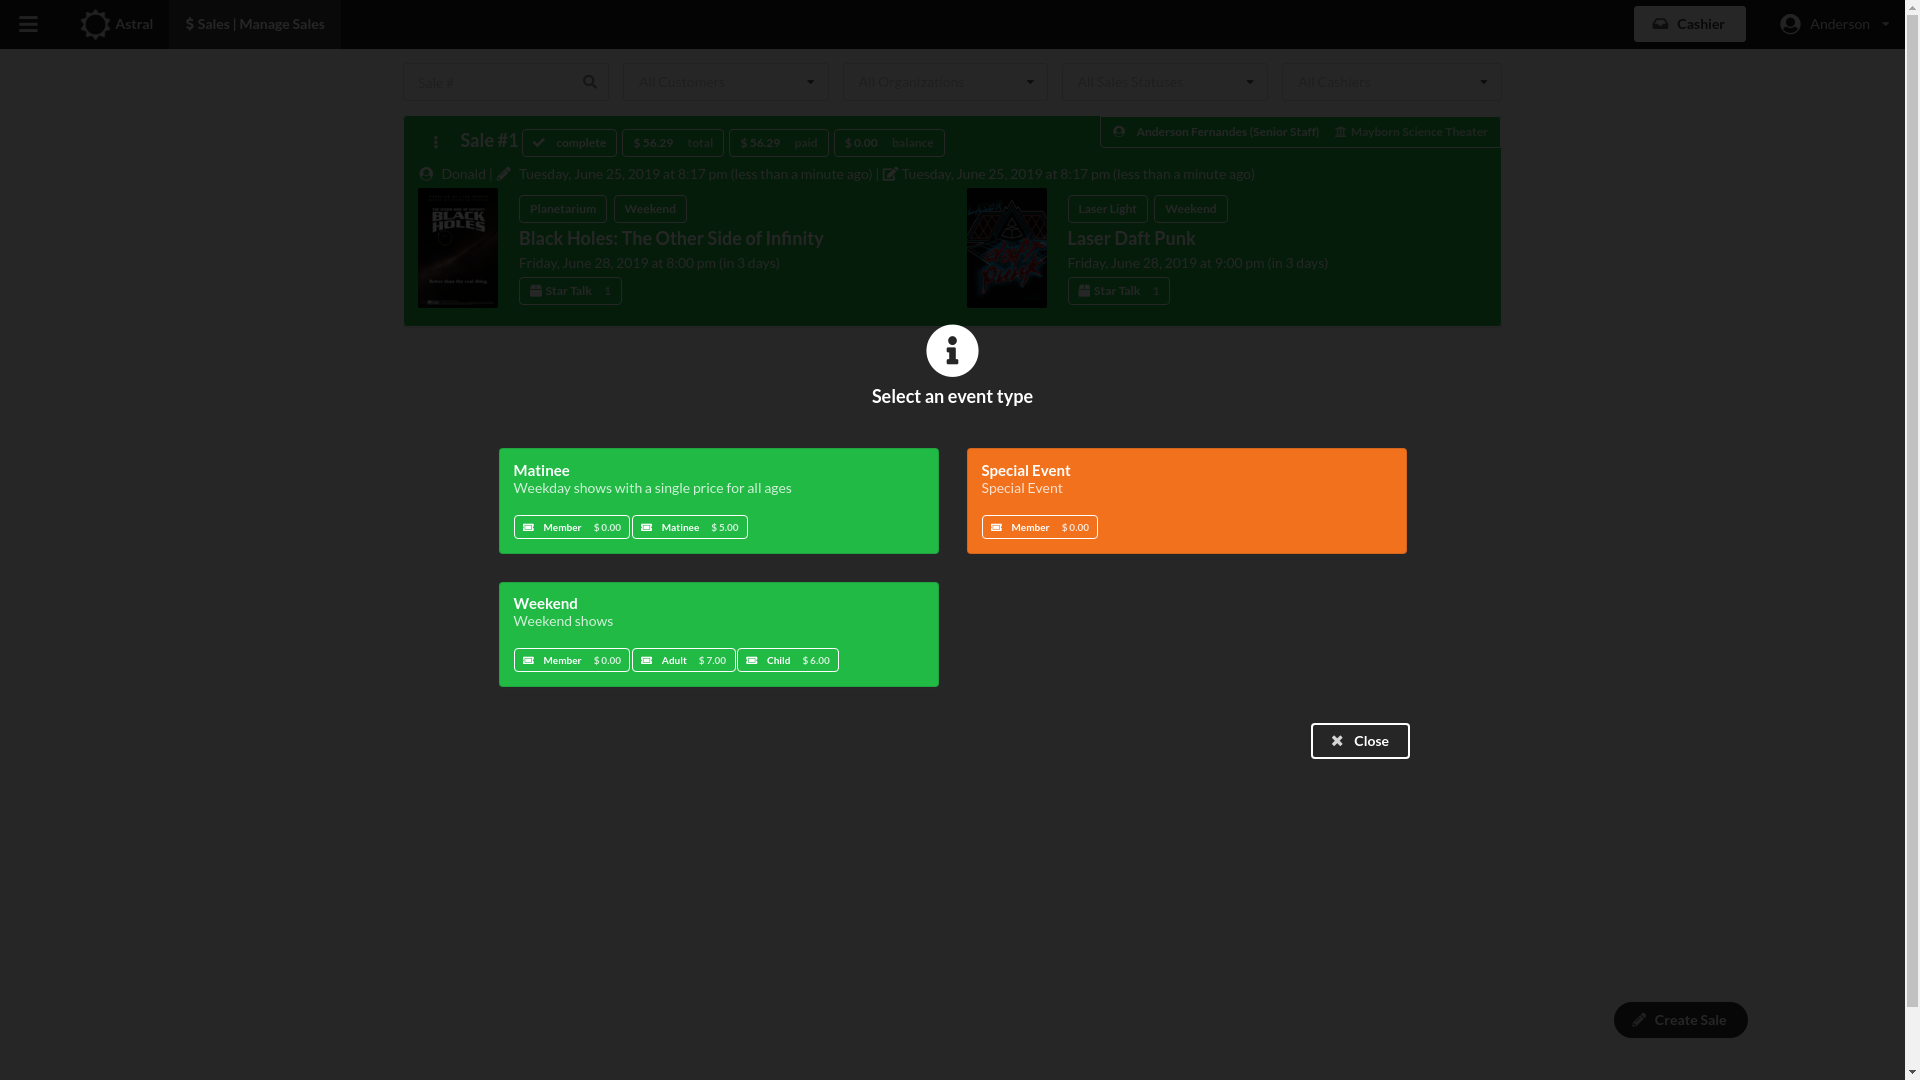 Astral
$ Sales | Manage Sales
Cashier
Anderson
Sale #
All Customers
All Organizations
All Sales Statuses
All Cashiers
Sale #1
complete
$ 56.29 total
$ 56.29 paid
$ 0.00 balance
Anderson Fernandes (Senior Staff)
Mayborn Science Theater
Donald | Tuesday, June 25, 2019 at 8:17 pm (less than a minute ago) | Tuesday, June 25, 2019 at 8:17 pm (less than a minute ago)
BLACK
HOLES
Planetarium
Weekend
Black Holes: The Other Side of Infinity
Friday, June 28, 2019 at 8:00 pm (in 3 days)
Star Talk 1
Laser Light
Weekend
Laser Daft Punk
Friday, June 28, 2019 at 9:00 pm (in 3 days)
Star Talk 1
Select an event type
Matinee
Weekday shows with a single price for all ages
Member $ 0.00
Matinee $ 5.00
Special Event
Special Event
Member $ 0.00
Weekend
Weekend shows
Member $ 0.00
Adult $ 7.00
Child $ 6.00
Close
Create Sale